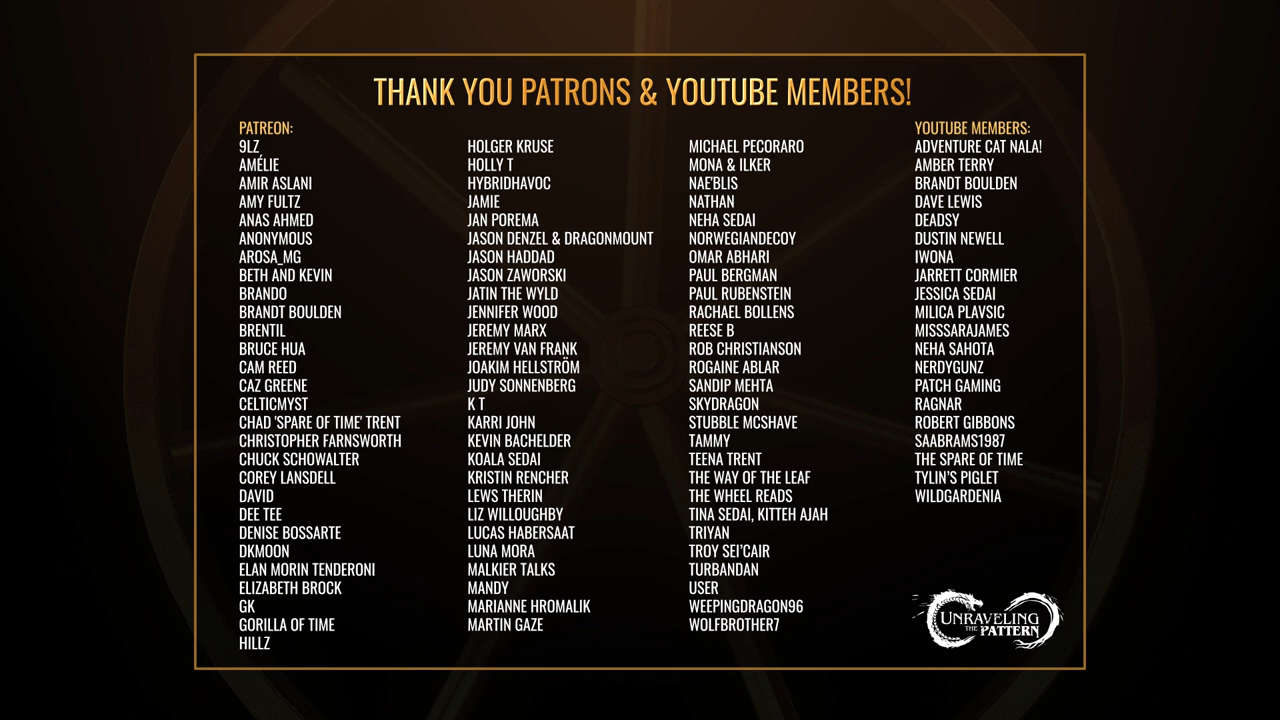 THANK YOU PATRONS & YOUTUBE MEMBERS!
PATREON:
9LZ
AMÉLIE
AMIR ASLANI
AMY FULTZ
ANAS AHMED
ANONYMOUS
AROSA_MG
BETH AND KEVIN
BRANDO
BRANDT BOULDEN
BRENTIL
BRUCE HUA
CAM REED
CAZ GREENE
CELTICMYST
CHAD 'SPARE OF TIME' TRENT
CHRISTOPHER FARNSWORTH
CHUCK SCHOWALTER
COREY LANSDELL
DAVID
DEE TEE
DENISE BOSSARTE
DKMOON
ELAN MORIN TENDERONI
ELIZABETH BROCK
GK
GORILLA OF TIME
HILLZ
HOLGER KRUSE
HOLLY T
HYBRIDHAVOC
JAMIE
JAN POREMA
JASON DENZEL & DRAGONMOUNT
JASON HADDAD
JASON ZAWORSKI
JATIN THE WYLD
JENNIFER WOOD
JEREMY MARX
JEREMY VAN FRANK
JOAKIM HELLSTRÖM
JUDY SONNENBERG
K T
KARRI JOHN
KEVIN BACHELDER
KOALA SEDAI
KRISTIN RENCHER
LEWS THERIN
LIZ WILLOUGHBY
LUCAS HABERSAAT
LUNA MORA
MALKIER TALKS
MANDY
MARIANNE HROMALIK
MARTIN GAZE
MICHAEL PECORARO
MONA & ILKER
NAE'BLIS
NATHAN
NEHA SEDAI
NORWEGIANDECOY
OMAR ABHARI
PAUL BERGMAN
PAUL RUBENSTEIN
RACHAEL BOLLENS
REESE B
ROB CHRISTIANSON
ROGAINE ABLAR
SANDIP MEHTA
SKYDRAGON
STUBBLE MCSHAVE
TAMMY
TEENA TRENT
THE WAY OF THE LEAF
THE WHEEL READS
TINA SEDAI, KITTEH AJAH
TRIYAN
TROY SEI'CAIR
TURBANDAN
USER
WEEPINGDRAGON96
WOLFBROTHER7
YOUTUBE MEMBERS:
ADVENTURE CAT NALA!
AMBER TERRY
BRANDT BOULDEN
DAVE LEWIS
DEADSY
DUSTIN NEWELL
IWONA
JARRETT CORMIER
JESSICA SEDAI
MILICA PLAVSIC
MISSSARAJAMES
NEHA SAHOTA
NERDYGUNZ
PATCH GAMING
RAGNAR
ROBERT GIBBONS
SAABRAMS1987
THE SPARE OF TIME
TYLIN'S PIGLET
WILDGARDENIA
UNRAVELING
THE PATTERN